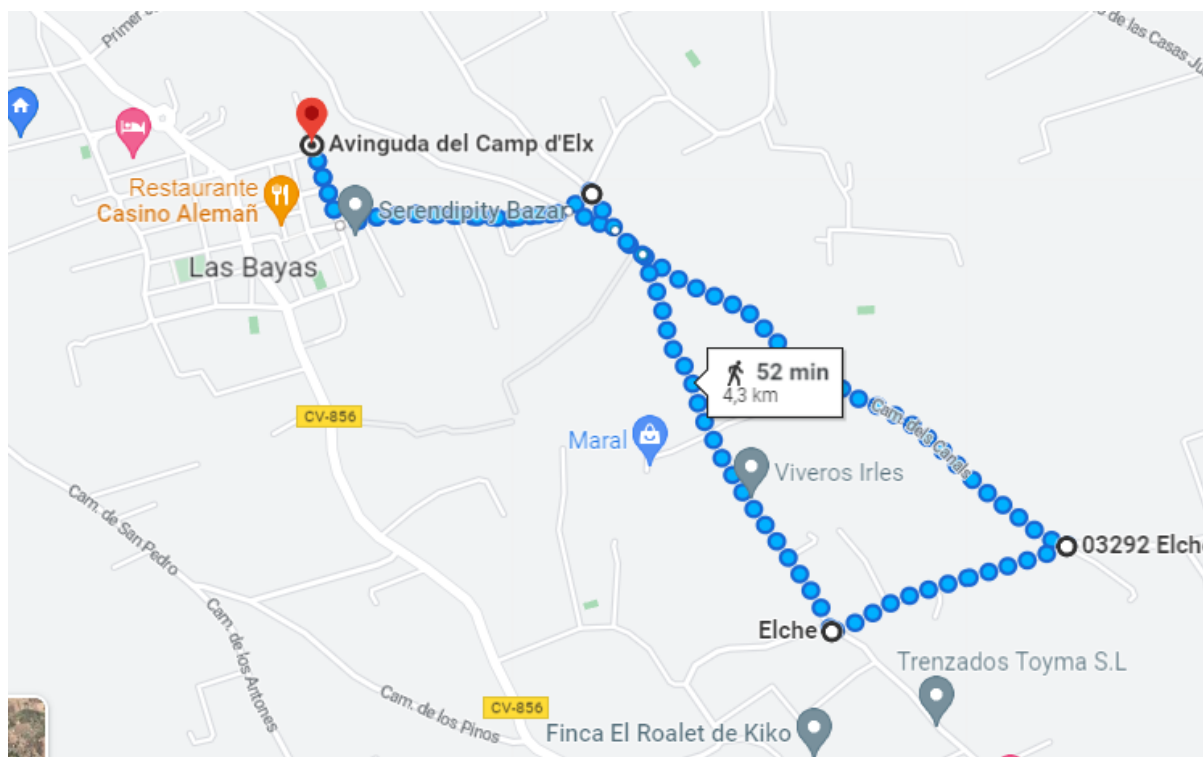 Primer
de las Casas Ju
Avinguda del Camp d'Elx
Restaurante
Casino Alemañ
Serendipity Bazar
Las Bayas
52 min
4,3 km
CV-856
Cam. dels canals
Maral
Viveros Irles
Cam. de San Pedro
03292 Elche
Elche
Cam. de los Antones
Trenzados Toyma S.L
Cam. de los Pinos
CV-856
Finca El Roalet de Kiko